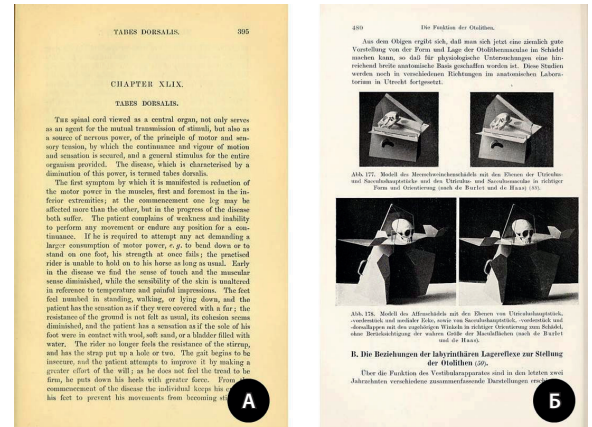 TABES DORSALIS. 395
CHAPTER XLIX.
TABES DORSALIS.
THE spinal cord viewed as a central organ, not only serves
as an agent for the mutual transmission of stimuli, but also as
a source of nervous power, of the principle of motor and sen-
sory tension, by which the continuance and vigour of motion
and sensation is secured, and a general stimulus for the entire
organism provided. The disease, which is characterised by a
diminution of this power, is termed tabes dorsalis.
The first symptom by which it is manifested is reduction of
the motor power in the muscles, first and foremost in the in-
ferior extremities; at the commencement one leg may be
affected more than the other, but in the progress of the disease
both suffer. The patient complains of weakness and inability
to perform any movement or endure any position for a con-
tinuance. If he is required to attempt any act demanding a
larger consumption of motor power, e. g. to bend down or to
stand on one foot, his strength at once fails; the practised
rider is unable to hold on to his horse as long as usual. Early
in the disease we find the sense of touch and the muscular
sense diminished, while the sensibility of the skin is unaltered
in reference to temperature and painful impressions. The feet
feel numbed in standing, walking, or lying down, and the
patient has the sensation as if they were covered with a fur; the
resistance of the ground is not felt as usual, its cohesion seems
diminished, and the patient has a sensation as if the sole of his
foot were in contact with wool, soft sand, or a bladder filled with
water. The rider no longer feels the resistance of the stirrup,
and has the strap put up a hole or two. The gait begins to be
insecure, and the patient attempts to improve it by making a
greater effort of the will; as he does not feel the tread to be
firm, he puts down his heels with greater force. From
commencement of the disease the individual keeps his
his feet to prevent his movements from becoming
А
480 Die Funktion der Otolithen.
Aus dem Obigen ergibt sich, daß man sich jetzt eine ziemlich gute
Vorstellung von der Form und Lage der Otolithenmaculae im Schädel
machen kann, so daß für physiologische Untersuchungen eine hin-
reichend breite anatomische Basis geschaffen worden ist. Diese Studien
werden noch in verschiedenen Richtungen im anatomischen Labora-
torium in Utrecht fortgesetzt.
Abb. 177. Modell des Meerschweinchenschädels mit den Ebenen der Utriculus-
und Sacculushauptstücke und den Utriculus- und Sacculusmaculae in richtiger
Form und Orientierung (nach de Burlet und de Haas)
Abb. 178. Modell des Affenschädels mit den Ebenen von Utriculushauptstück,
-vorderstück und medialer Ecke, sowie von Sacculushauptstück, -vorderstück und
-dorsallappen mit den zugehörigen Winkeln in richtiger Orientierung zum Schädel,
ohne Berücksichtigung der wahren Größe der Maculaflächen (nach de Burlet
und de Haas).
B. Die Beziehungen der labyrinthären Lagereflexe zur Stellung
der Otolithen (50).
Über die Funktion des Vestibularapparates sind in den letzten zwei
Jahrzehnten verschiedene zusammenfassende Darstellungen
Б